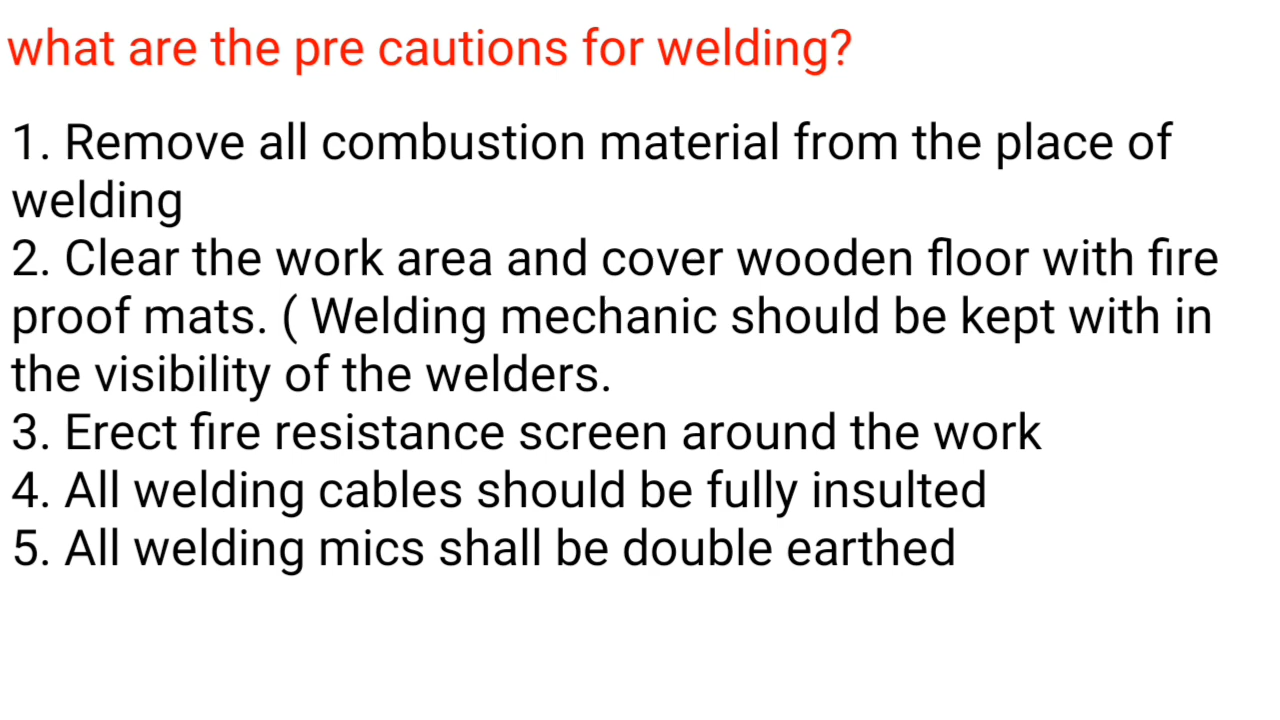 what are the pre cautions for welding?
1. Remove all combustion material from the place of
welding
2. Clear the work area and cover wooden floor with fire
proof mats. ( Welding mechanic should be kept with in
the visibility of the welders.
3. Erect fire resistance screen around the work
4. All welding cables should be fully insulted
5. All welding mics shall be double earthed